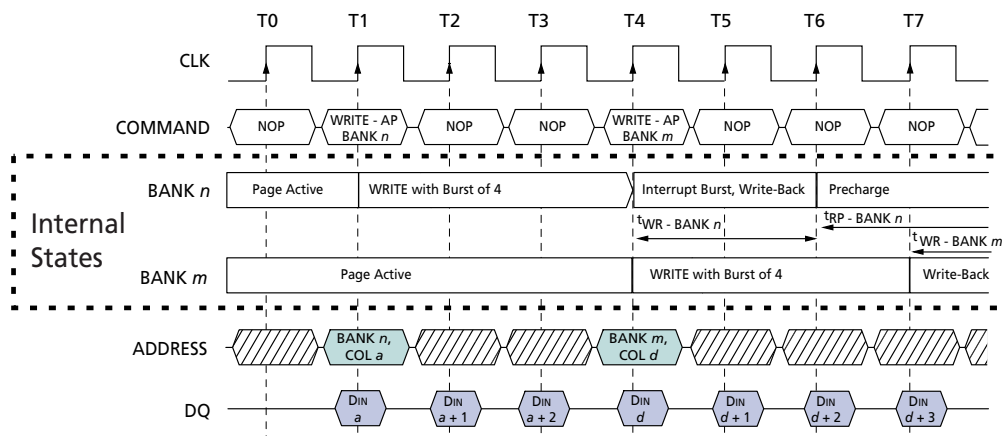 T0 T1 T2 T3 T4 T5 T6 T7
CLK
COMMAND NOP WRITE - AP BANK n NOP NOP WRITE - AP BANK m NOP NOP NOP
Internal States
BANK n Page Active WRITE with Burst of 4 Interrupt Burst, Write-Back Precharge
tWR - BANK n tRP - BANK n
tWR - BANK m
BANK m Page Active WRITE with Burst of 4 Write-Back
ADDRESS BANK n, COL a BANK m, COL d
DQ DIN a DIN a + 1 DIN a + 2 DIN d DIN d + 1 DIN d + 2 DIN d + 3